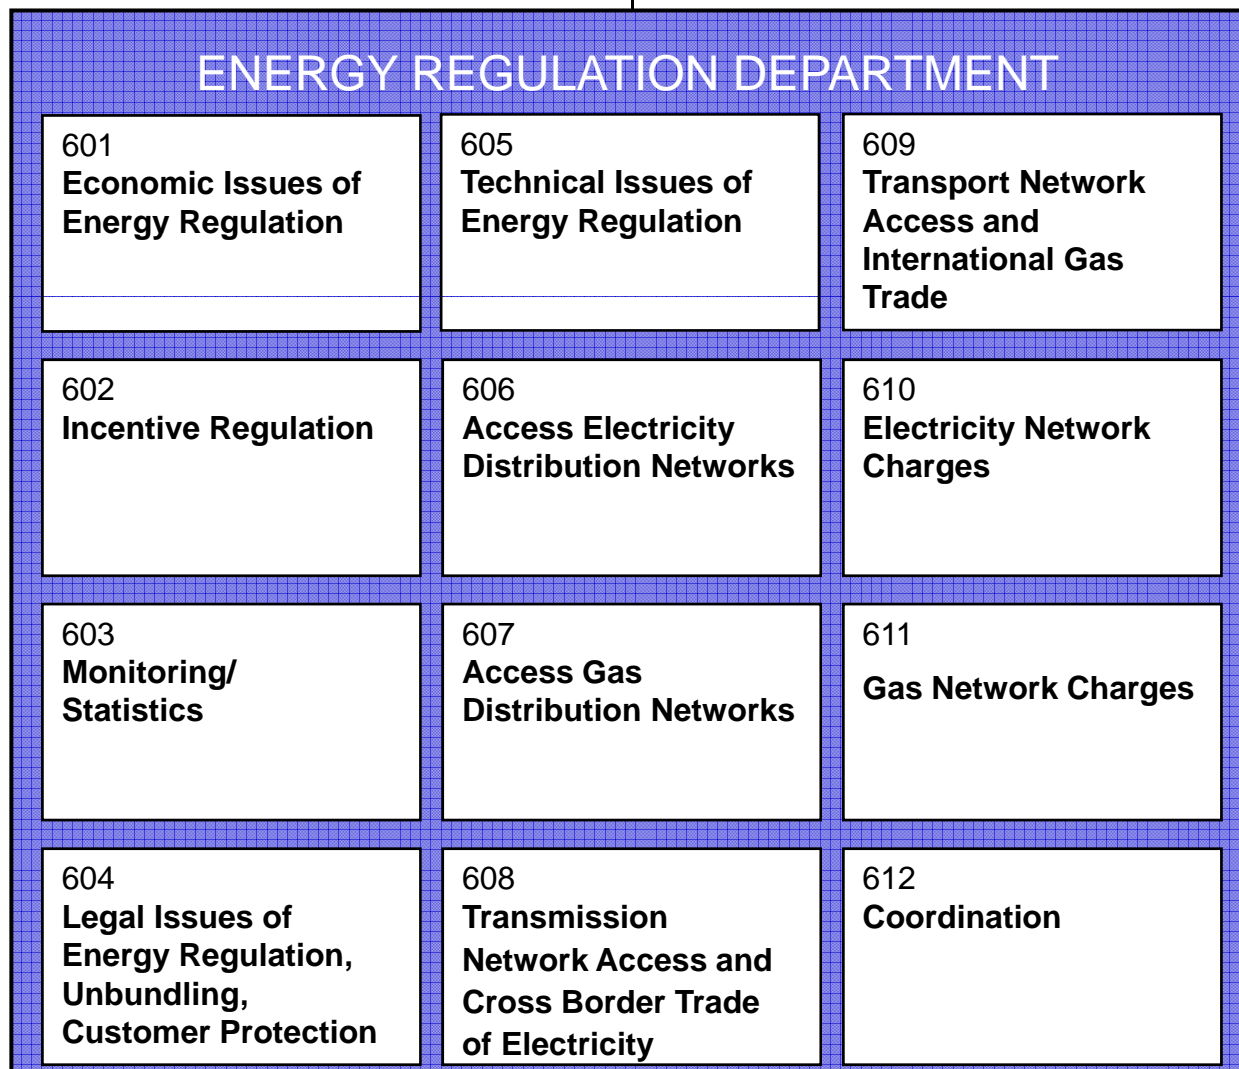 ENERGY REGULATION DEPARTMENT
601
Economic Issues of
Energy Regulation
605
Technical Issues of
Energy Regulation
609
Transport Network
Access and
International Gas
Trade
602
Incentive Regulation
606
Access Electricity
Distribution Networks
610
Electricity Network
Charges
603
Monitoring/
Statistics
607
Access Gas
Distribution Networks
611
Gas Network Charges
604
Legal Issues of
Energy Regulation,
Unbundling,
Customer Protection
608
Transmission
Network Access and
Cross Border Trade
of Electricity
612
Coordination